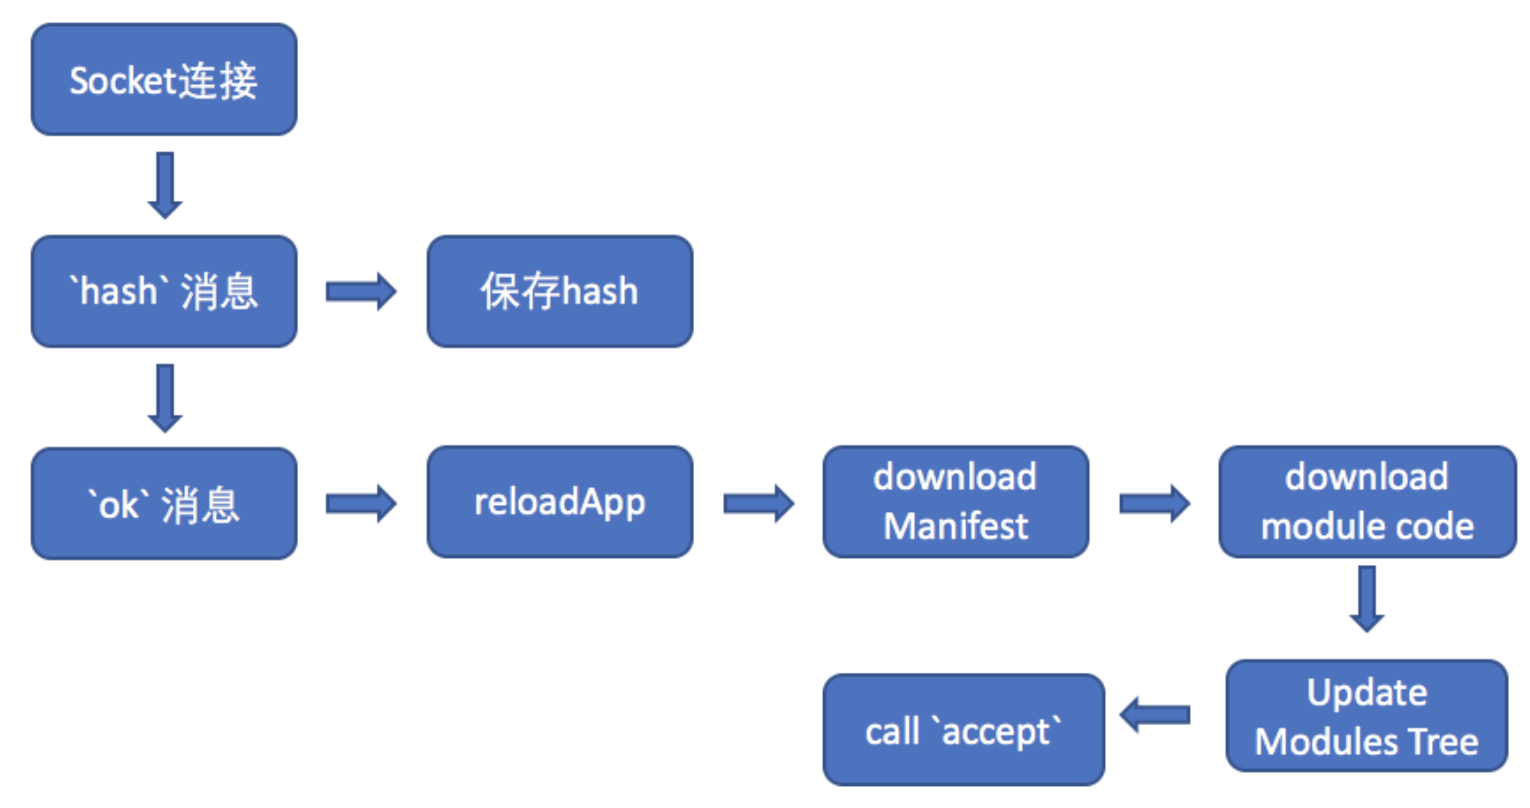 Socket连接
`hash` 消息
保存hash
`ok` 消息
reloadApp
download
Manifest
download
module code
Update
Modules Tree
call `accept`